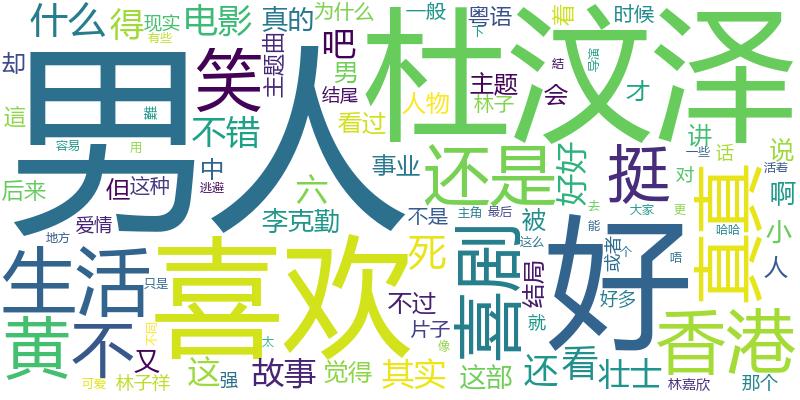 什么 得 现实 电影 真的 为什么 一般 粤语 着 时候
有些 下
却 男人 笑 主题曲 吧 杜汶泽 导演
男 主题 結 才
這 難 不错 结尾 看过 人物 林子 会 讲 说
容易 用 中 六 事业 还是 好好 挺 对 话 一些 活着
后来 但 这种 逃避 真真 啊
爱情 李克勤 不是 被 主角 最后 去 大家 更 小
地方 能 哈哈
生活 喜欢 死 喜剧 这么 好 或者 个 唔 人
只是 不过 结局 好多
黄 不 不同 太 片子 像 就 香港
又 这 强 故事 觉得 其实 这部 还 看 壮士
可爱 林子祥 林嘉欣 那个